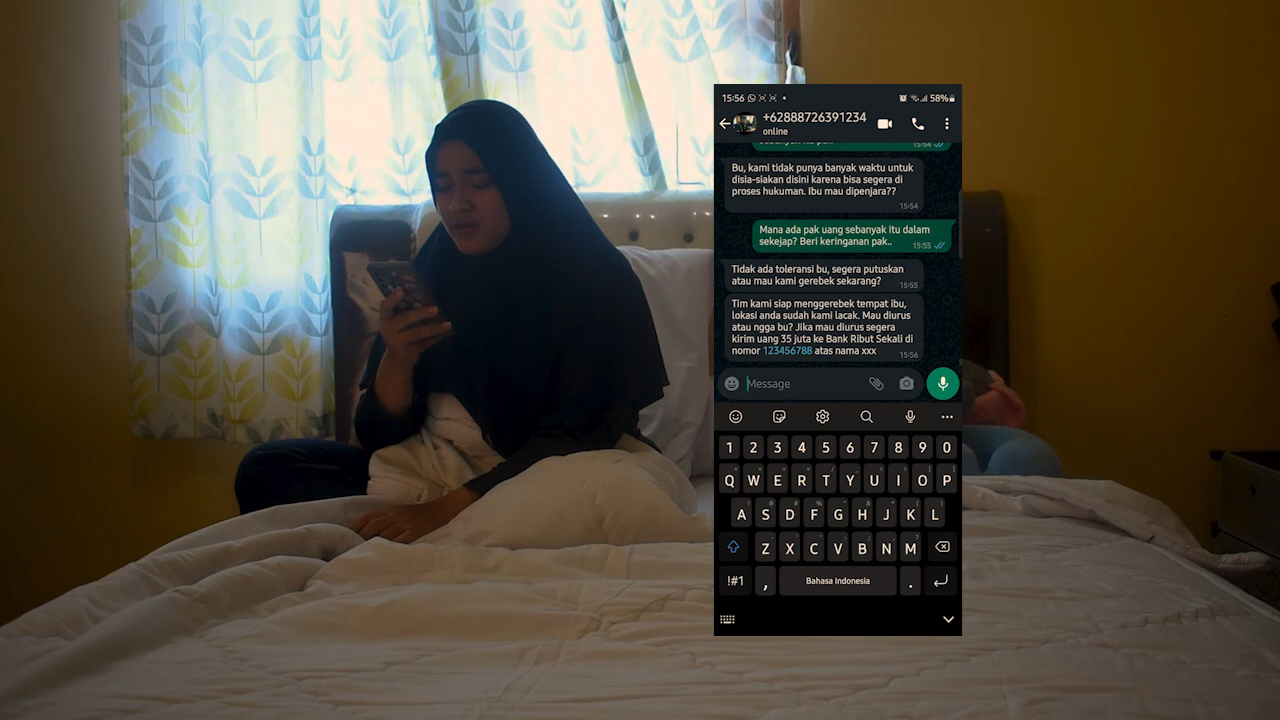 15:56
58%
+62888726391234
online
sebanyak itu pak
15:54
Bu, kami tidak punya banyak waktu untuk
disia-siakan disini karena bisa segera di
proses hukuman. Ibu mau dipenjara??
15:54
Mana ada pak uang sebanyak itu dalam
sekejap? Beri keringanan pak..
15:55
Tidak ada toleransi bu, segera putuskan
atau mau kami gerebek sekarang?
15:55
Tim kami siap menggerebek tempat ibu,
lokasi anda sudah kami lacak. Mau diurus
atau ngga bu? Jika mau diurus segera
kirim uang 35 juta ke Bank Ribut Sekali di
nomor 123456788 atas nama xxx
15:56
Message
1 2 3 4 5 6 7 8 9 0
Q W E R T Y U I O P
A S D F G H J K L
Z X C V B N M
!#1 , Bahasa Indonesia .